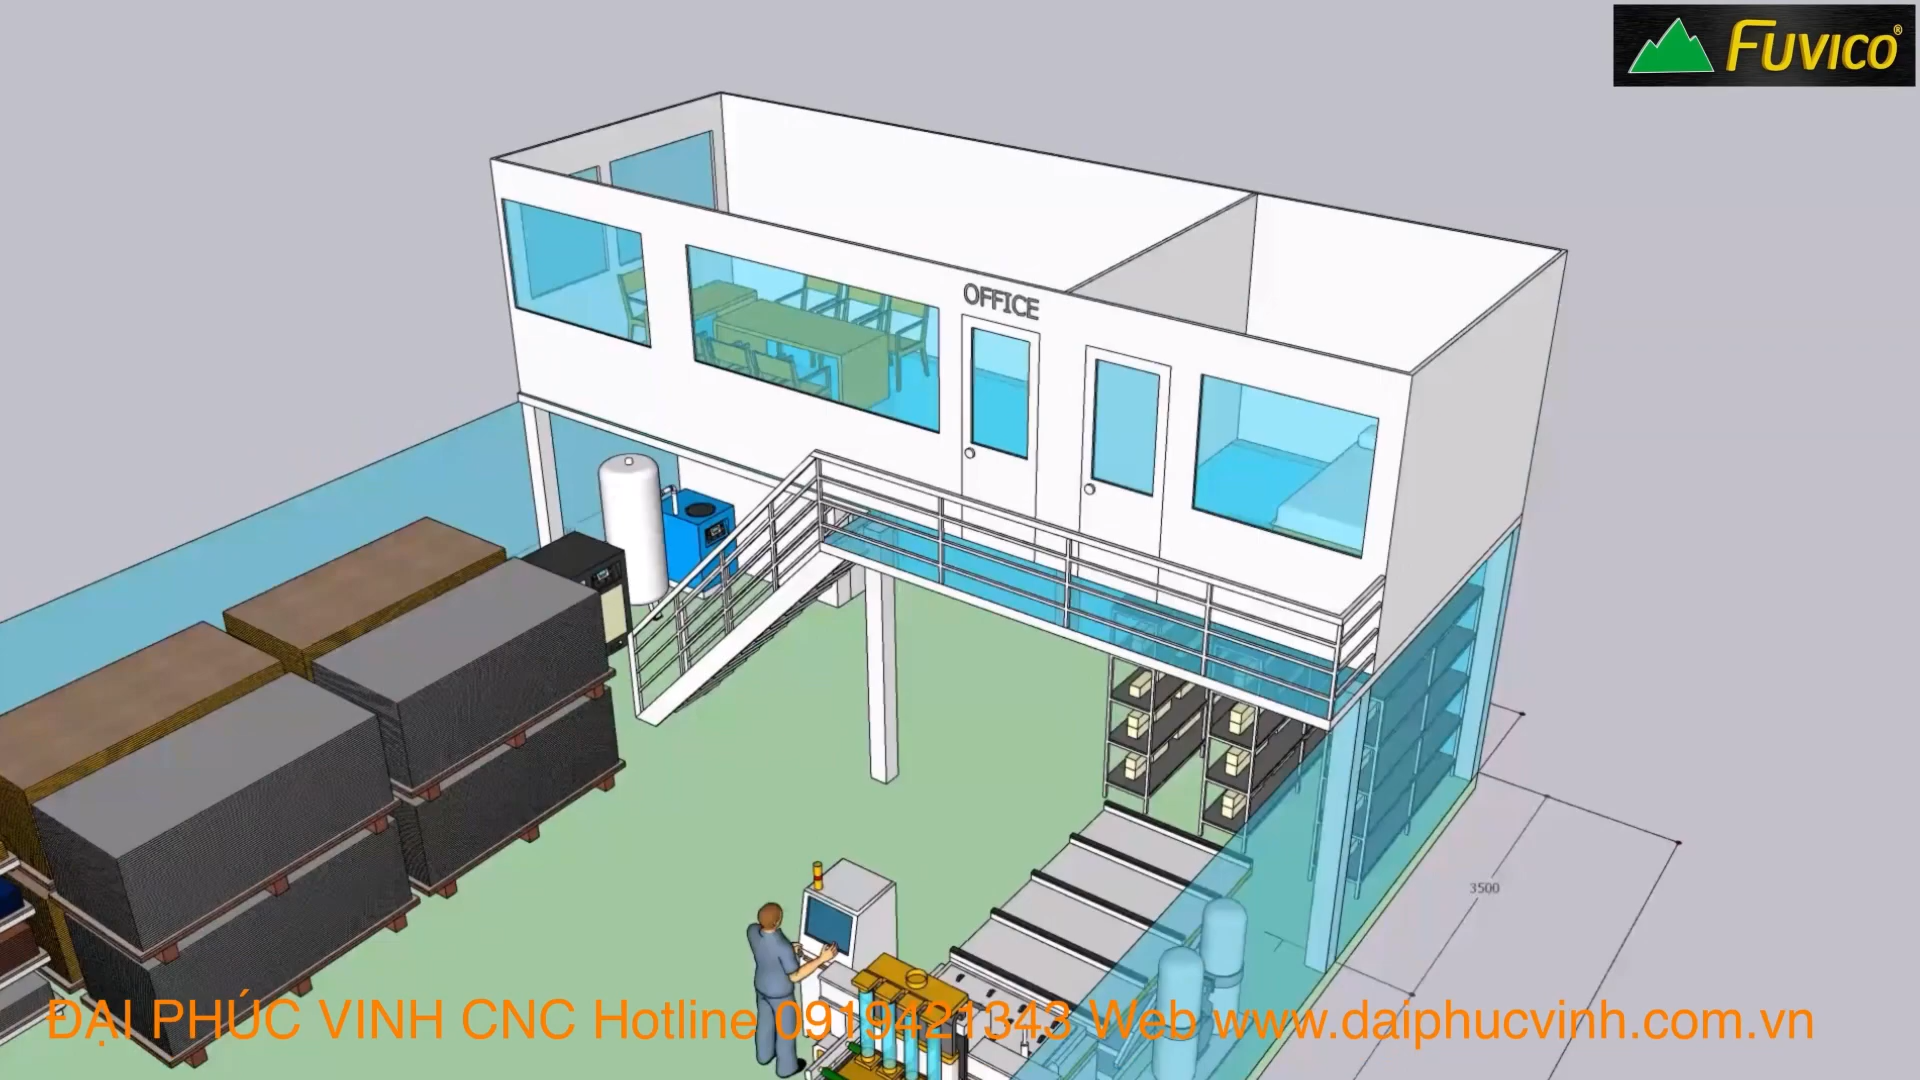 FUVICO®
OFFICE
3500
ĐẠI PHÚC VINH CNC Hotline 0919421343 Web www.daiphucvinh.com.vn